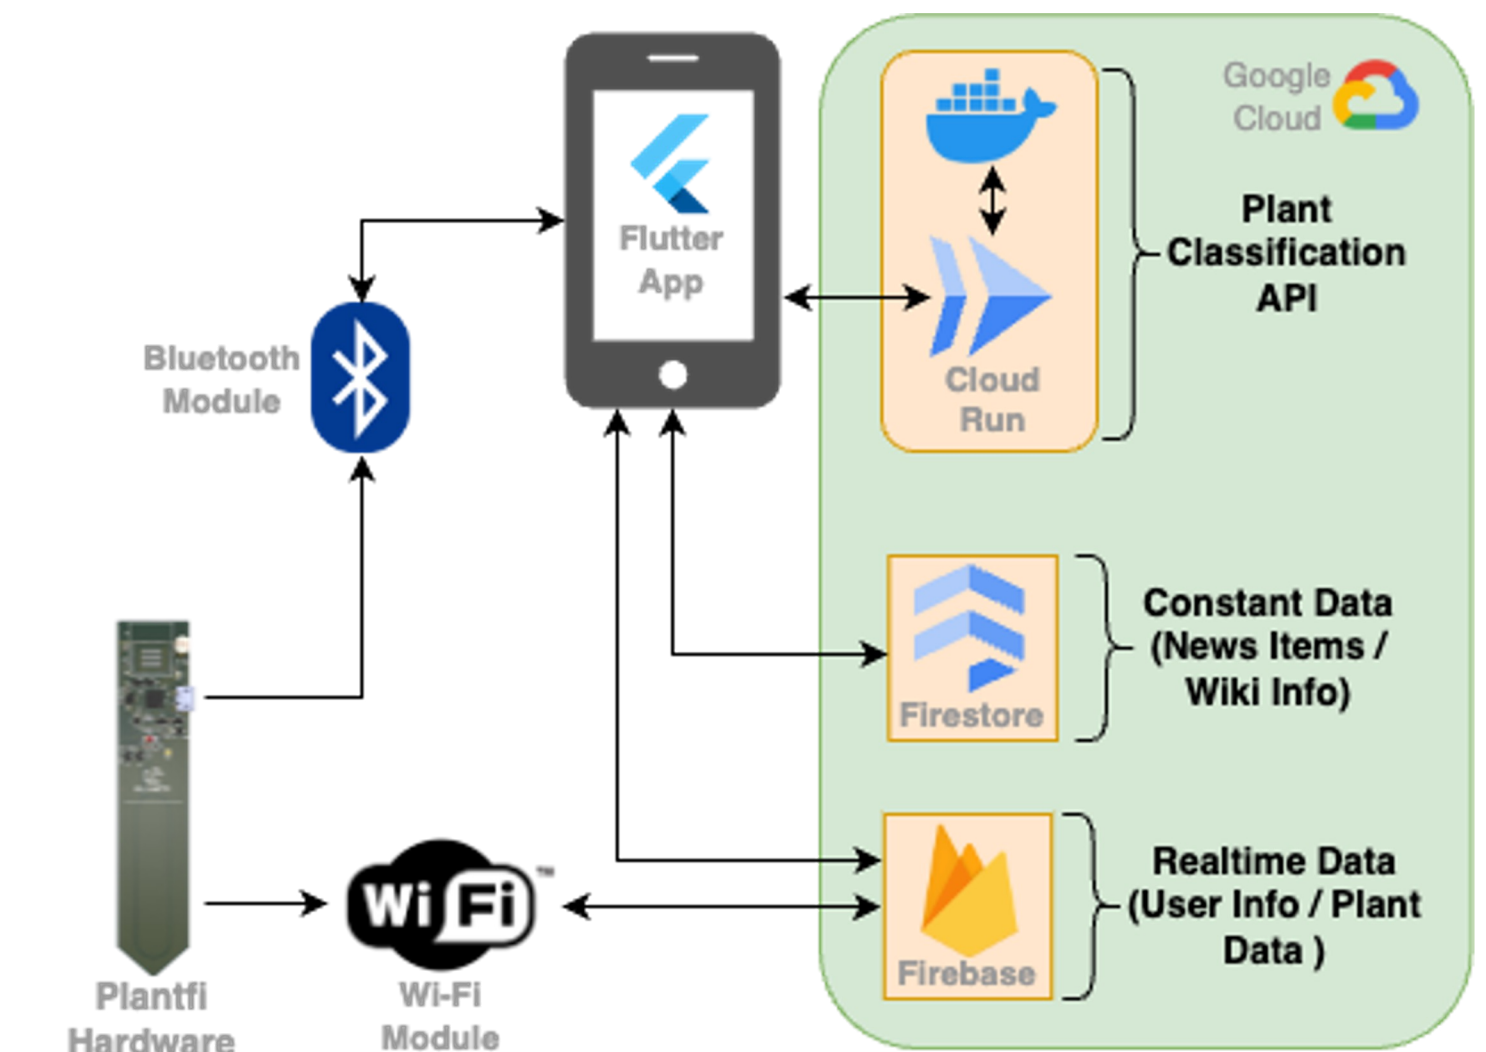 Google
Cloud
Plant
Classification
API
Flutter
App
Bluetooth
Module
Cloud
Run
Constant Data
(News Items /
Wiki Info)
Firestore
Realtime Data
(User Info / Plant
Data )
Wi Fi ™
Firebase
Plantfi
Hardware
Wi-Fi
Module